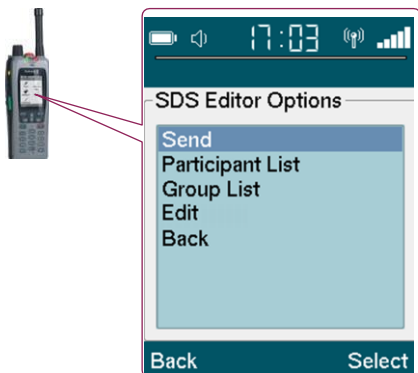 17:03
SDS Editor Options
Send
Participant List
Group List
Edit
Back
Back Select